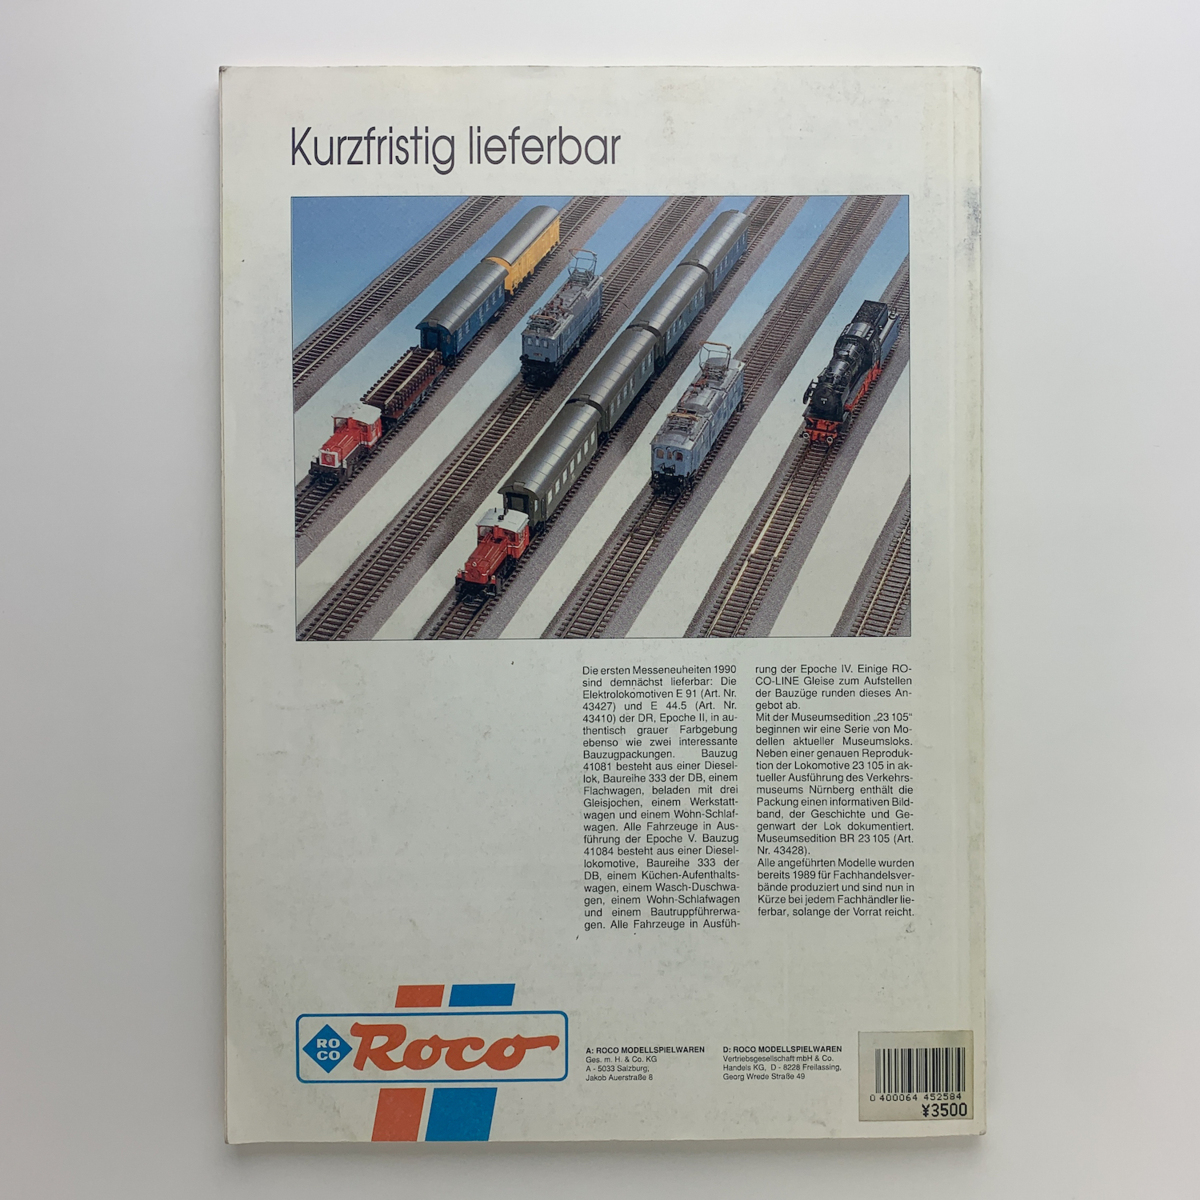 Kurzfristig lieferbar
Die ersten Messeneuheiten 1990
sind demnächst lieferbar: Die
Elektrolokomotiven E 91 (Art. Nr.
43427) und E 44.5 (Art. Nr.
43410) der DR, Epoche II, in au-
thentisch grauer Farbgebung
ebenso wie zwei interessante
Bauzugpackungen. Bauzug
41081 besteht aus einer Diesel-
lok, Baureihe 333 der DB, einem
Flachwagen, beladen mit drei
Gleisjochen, einem Werkstatt-
wagen und einem Wohn-Schlaf-
wagen. Alle Fahrzeuge in Aus-
führung der Epoche V. Bauzug
41084 besteht aus einer Diesel-
lokomotive, Baureihe 333 der
DB, einem Küchen-Aufenthalts-
wagen, einem Wasch-Duschwa-
gen, einem Wohn-Schlafwagen
und einem Bautruppführerwa-
gen. Alle Fahrzeuge in Ausfüh-
rung der Epoche IV. Einige RO-
CO-LINE Gleise zum Aufstellen
der Bauzüge runden dieses An-
gebot ab.
Mit der Museumsedition „23 105“
beginnen wir eine Serie von Mo-
dellen aktueller Museumsloks.
Neben einer genauen Reproduk-
tion der Lokomotive 23 105 in ak-
tueller Ausführung des Verkehrs-
museums Nürnberg enthält die
Packung einen informativen Bild-
band, der Geschichte und Ge-
genwart der Lok dokumentiert.
Museumsedition BR 23 105 (Art.
Nr. 43428).
Alle angeführten Modelle wurden
bereits 1989 für Fachhandelsver-
bände produziert und sind nun in
Kürze bei jedem Fachhändler lie-
ferbar, solange der Vorrat reicht.
RO
CO
Roco
A: ROCO MODELLSPIELWAREN
Ges. m. H. & Co. KG
A - 5033 Salzburg,
Jakob Auerstraße 8
D: ROCO MODELLSPIELWAREN
Vertriebsgesellschaft mbH & Co.
Handels KG, D - 8228 Freilassing,
Georg Wrede Straße 49
0 400064 452584
¥3500